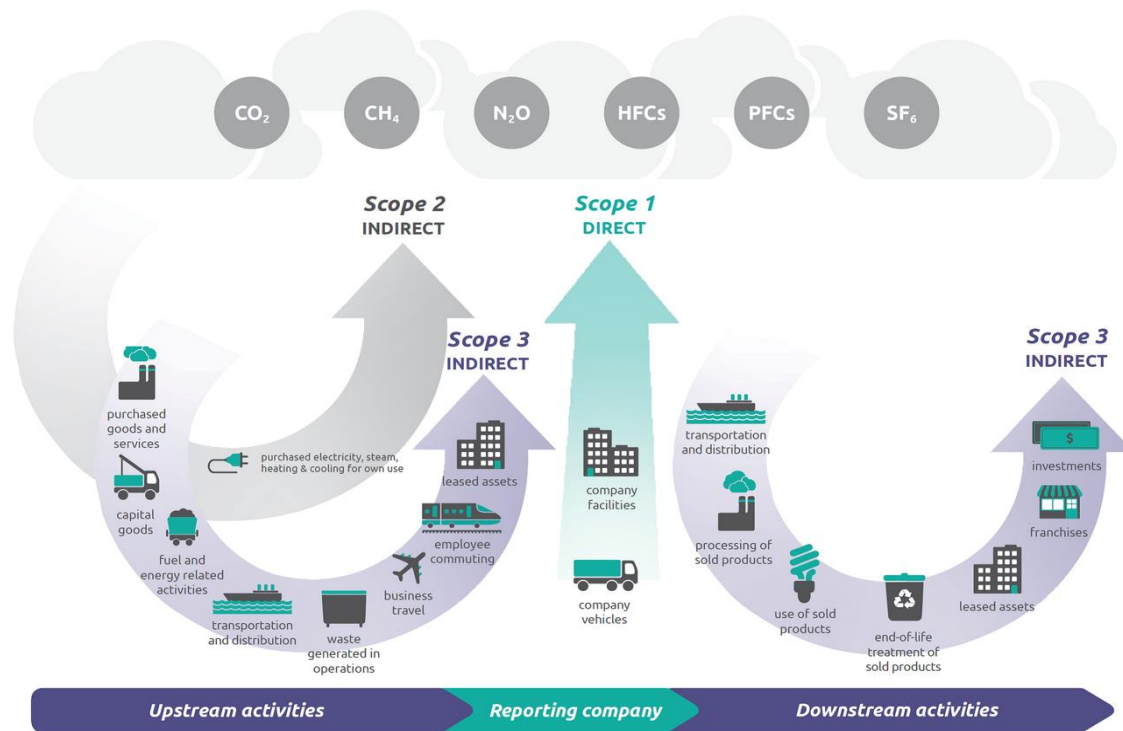 CO₂
CH₄
N₂O
HFCs
PFCs
SF₆
Scope 2
INDIRECT
Scope 1
DIRECT
Scope 3
INDIRECT
Scope 3
INDIRECT
purchased
goods and
services
purchased electricity, steam,
heating & cooling for own use
capital
goods
fuel and
energy related
activities
transportation
and distribution
waste
generated in
operations
business
travel
employee
commuting
leased assets
company
facilities
company
vehicles
transportation
and distribution
processing of
sold products
use of sold
products
end-of-life
treatment of
sold products
leased assets
franchises
$
investments
Upstream activities
Reporting company
Downstream activities